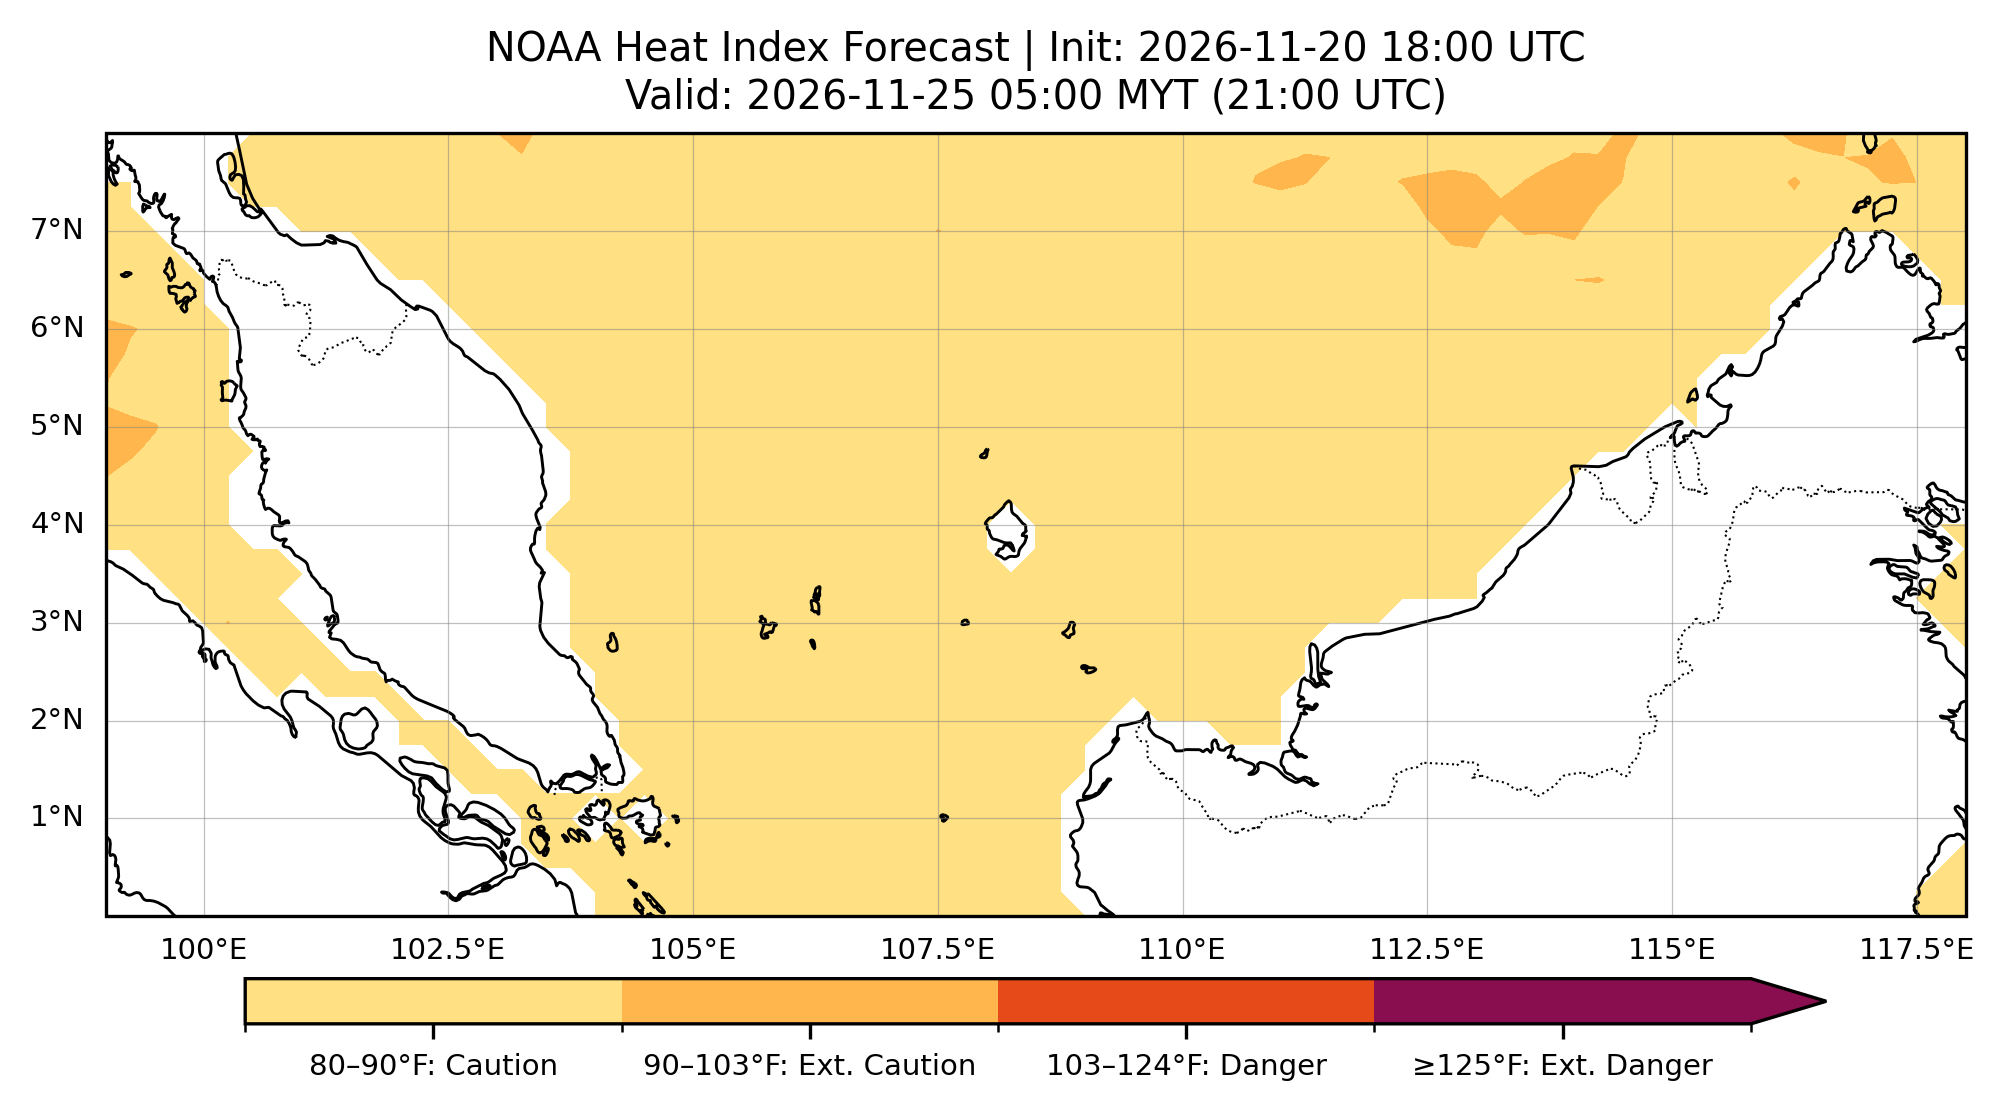 NOAA Heat Index Forecast | Init: 2026-11-20 18:00 UTC
Valid: 2026-11-25 05:00 MYT (21:00 UTC)
7°N
6°N
5°N
4°N
3°N
2°N
1°N
100°E 102.5°E 105°E 107.5°E 110°E 112.5°E 115°E 117.5°E
80–90°F: Caution 90–103°F: Ext. Caution 103–124°F: Danger ≥125°F: Ext. Danger